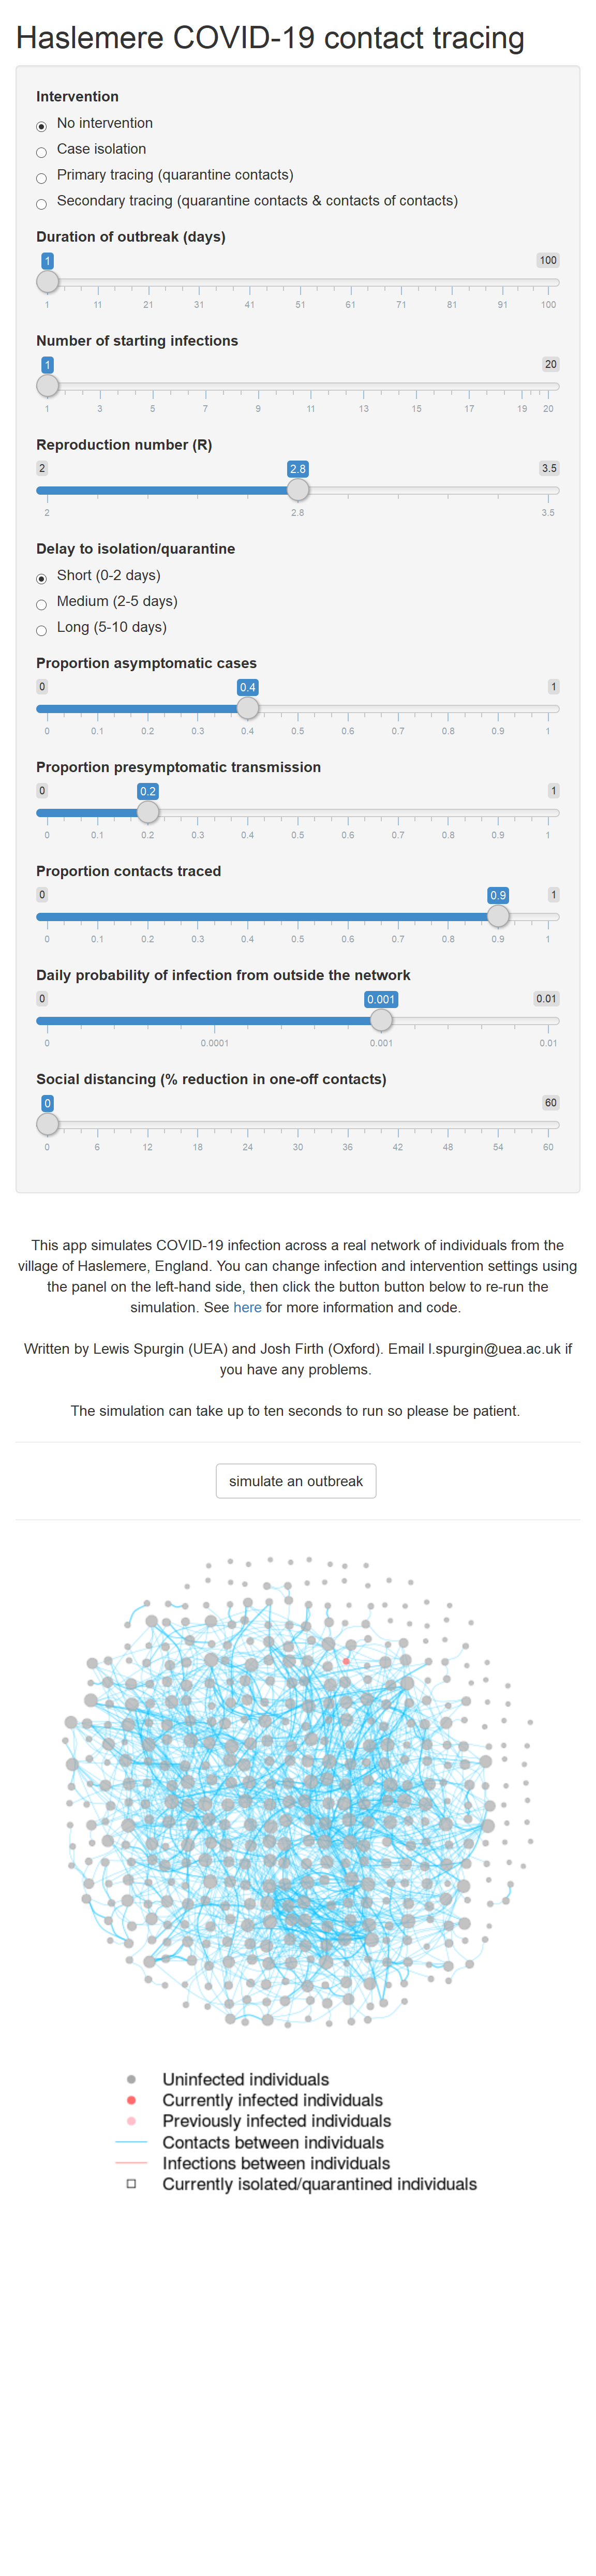 Haslemere COVID-19 contact tracing
Intervention
No intervention
Case isolation
Primary tracing (quarantine contacts)
Secondary tracing (quarantine contacts & contacts of contacts)
Duration of outbreak (days)
1 100
1 11 21 31 41 51 61 71 81 91 100
Number of starting infections
1 20
1 3 5 7 9 11 13 15 17 19 20
Reproduction number (R)
2 2.8 3.5
2 2.8 3.5
Delay to isolation/quarantine
Short (0-2 days)
Medium (2-5 days)
Long (5-10 days)
Proportion asymptomatic cases
0 0.4 1
0 0.1 0.2 0.3 0.4 0.5 0.6 0.7 0.8 0.9 1
Proportion presymptomatic transmission
0 0.2 1
0 0.1 0.2 0.3 0.4 0.5 0.6 0.7 0.8 0.9 1
Proportion contacts traced
0 0.9 1
0 0.1 0.2 0.3 0.4 0.5 0.6 0.7 0.8 0.9 1
Daily probability of infection from outside the network
0 0.001 0.01
0 0.0001 0.001 0.01
Social distancing (% reduction in one-off contacts)
0 60
0 6 12 18 24 30 36 42 48 54 60
This app simulates COVID-19 infection across a real network of individuals from the
village of Haslemere, England. You can change infection and intervention settings using
the panel on the left-hand side, then click the button button below to re-run the
simulation. See here for more information and code.
Written by Lewis Spurgin (UEA) and Josh Firth (Oxford). Email l.spurgin@uea.ac.uk if
you have any problems.
The simulation can take up to ten seconds to run so please be patient.
simulate an outbreak
Uninfected individuals
Currently infected individuals
Previously infected individuals
Contacts between individuals
Infections between individuals
Currently isolated/quarantined individuals